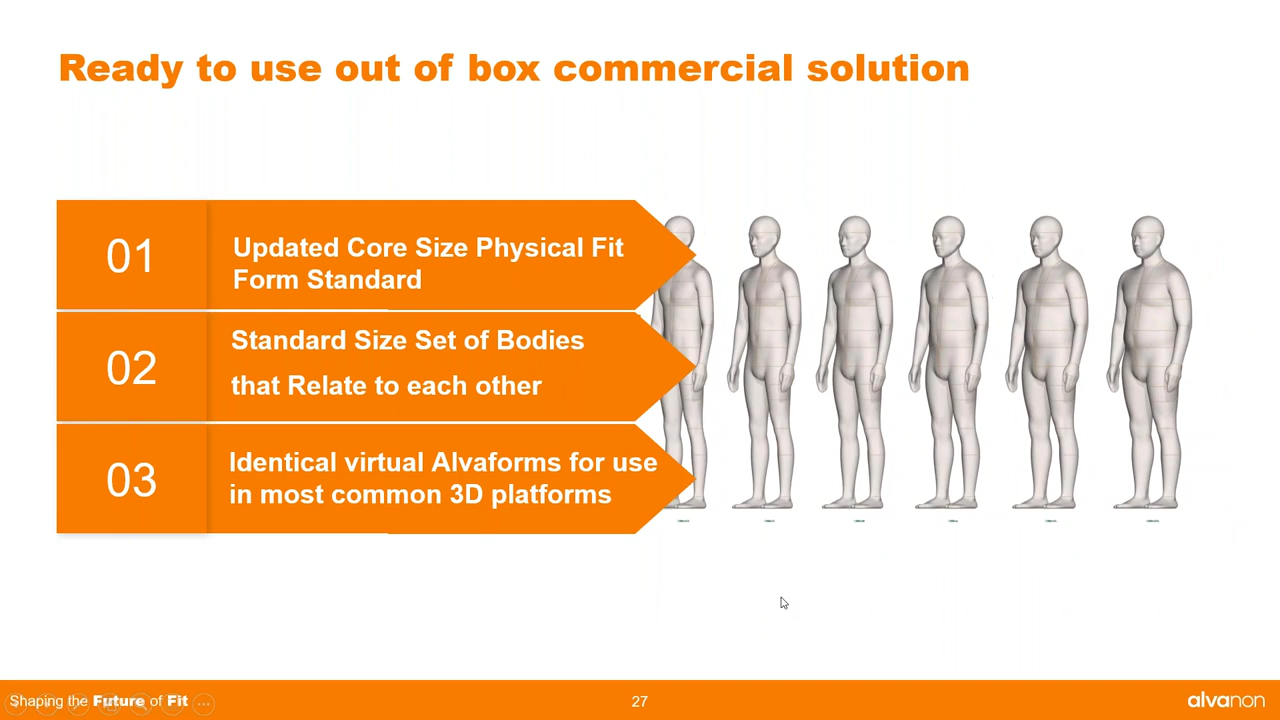 Ready to use out of box commercial solution
01
Updated Core Size Physical Fit
Form Standard
02
Standard Size Set of Bodies
that Relate to each other
03
Identical virtual Alvaforms for use
in most common 3D platforms
Shaping the Future of Fit
27
alvanon